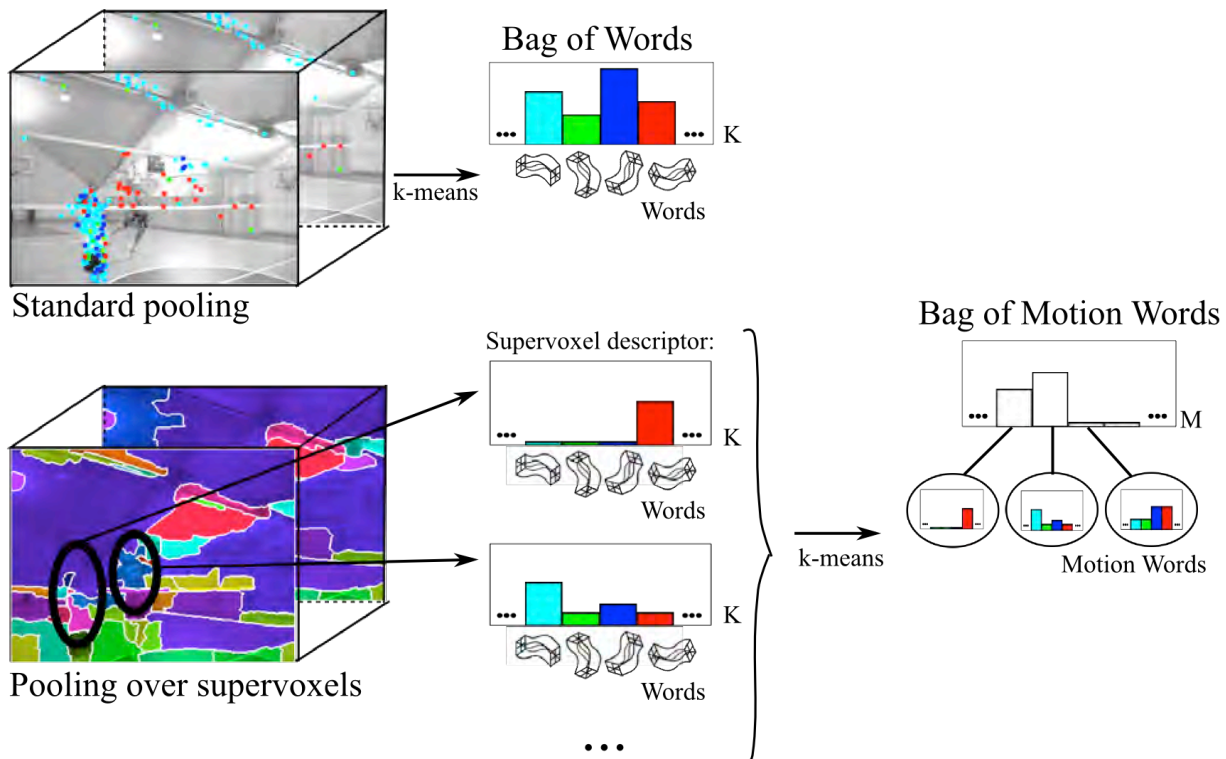 Bag of Words
... ... K
k-means
Words
Standard pooling
Bag of Motion Words
Supervoxel descriptor:
... ... M
... ... K
Words
k-means
... ... ... ... ... ...
Motion Words
... ... K
Words
Pooling over supervoxels
...